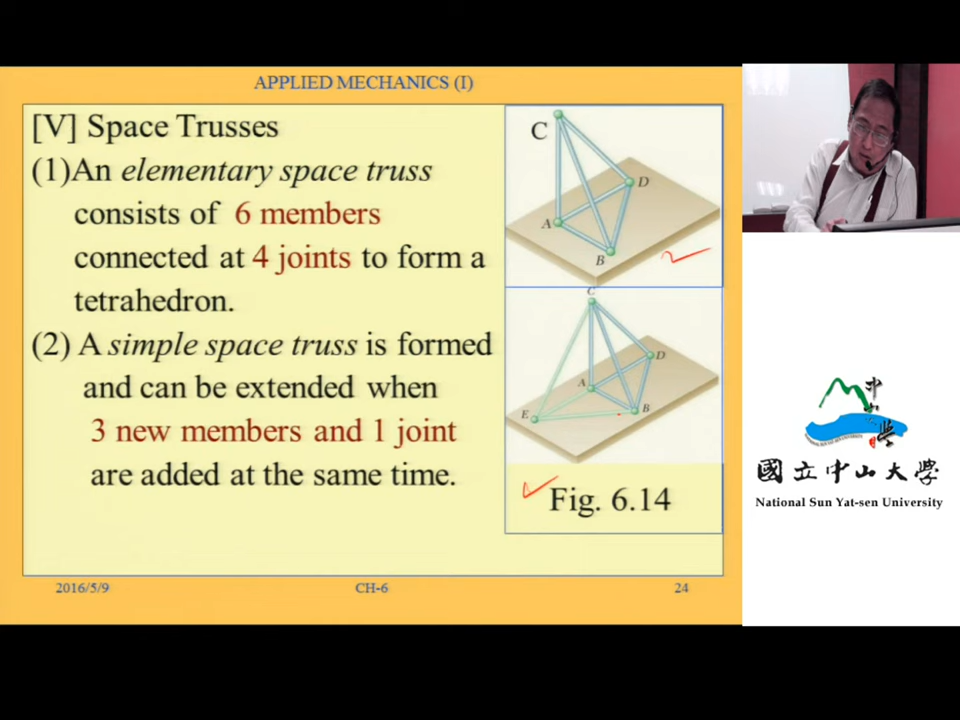 APPLIED MECHANICS (I)
[V] Space Trusses
(1)An elementary space truss
consists of 6 members
connected at 4 joints to form a
tetrahedron.
(2) A simple space truss is formed
and can be extended when
3 new members and 1 joint
are added at the same time.
C
D
A
B
C
D
A
B
E
Fig. 6.14
2016/5/9
CH-6
24
國立中山大學
National Sun Yat-sen University